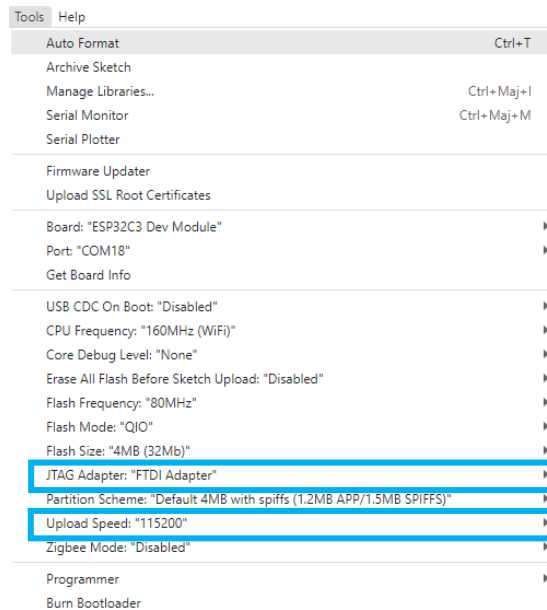 Tools Help
Auto Format Ctrl+T
Archive Sketch
Manage Libraries... Ctrl+Maj+I
Serial Monitor Ctrl+Maj+M
Serial Plotter
Firmware Updater
Upload SSL Root Certificates
Board: "ESP32C3 Dev Module"
Port: "COM18"
Get Board Info
USB CDC On Boot: "Disabled"
CPU Frequency: "160MHz (WiFi)"
Core Debug Level: "None"
Erase All Flash Before Sketch Upload: "Disabled"
Flash Frequency: "80MHz"
Flash Mode: "QIO"
Flash Size: "4MB (32Mb)"
JTAG Adapter: "FTDI Adapter"
Partition Scheme: "Default 4MB with spiffs (1.2MB APP/1.5MB SPIFFS)"
Upload Speed: "115200"
Zigbee Mode: "Disabled"
Programmer
Burn Bootloader